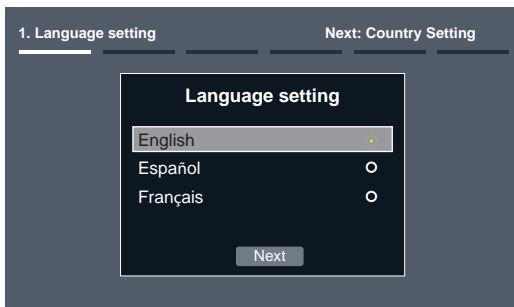 1. Language setting
Next: Country Setting
Language setting
English
Español
Français
Next